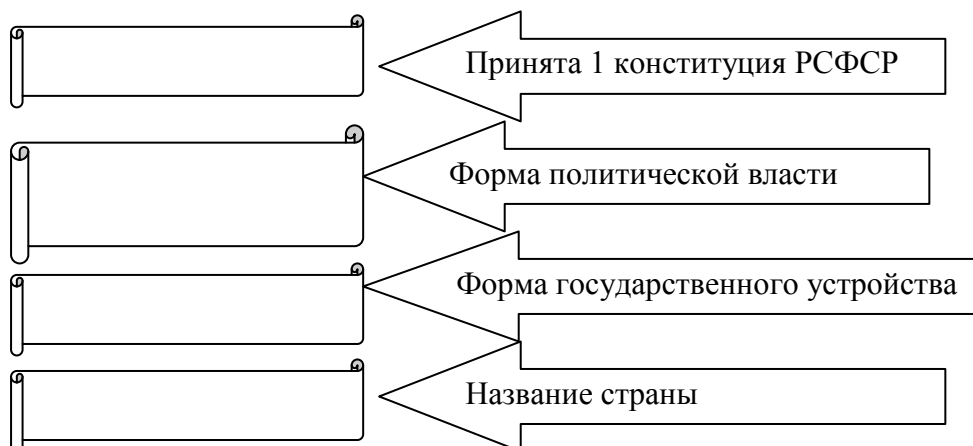 Принята 1 конституция РСФСР
Форма политической власти
Форма государственного устройства
Название страны